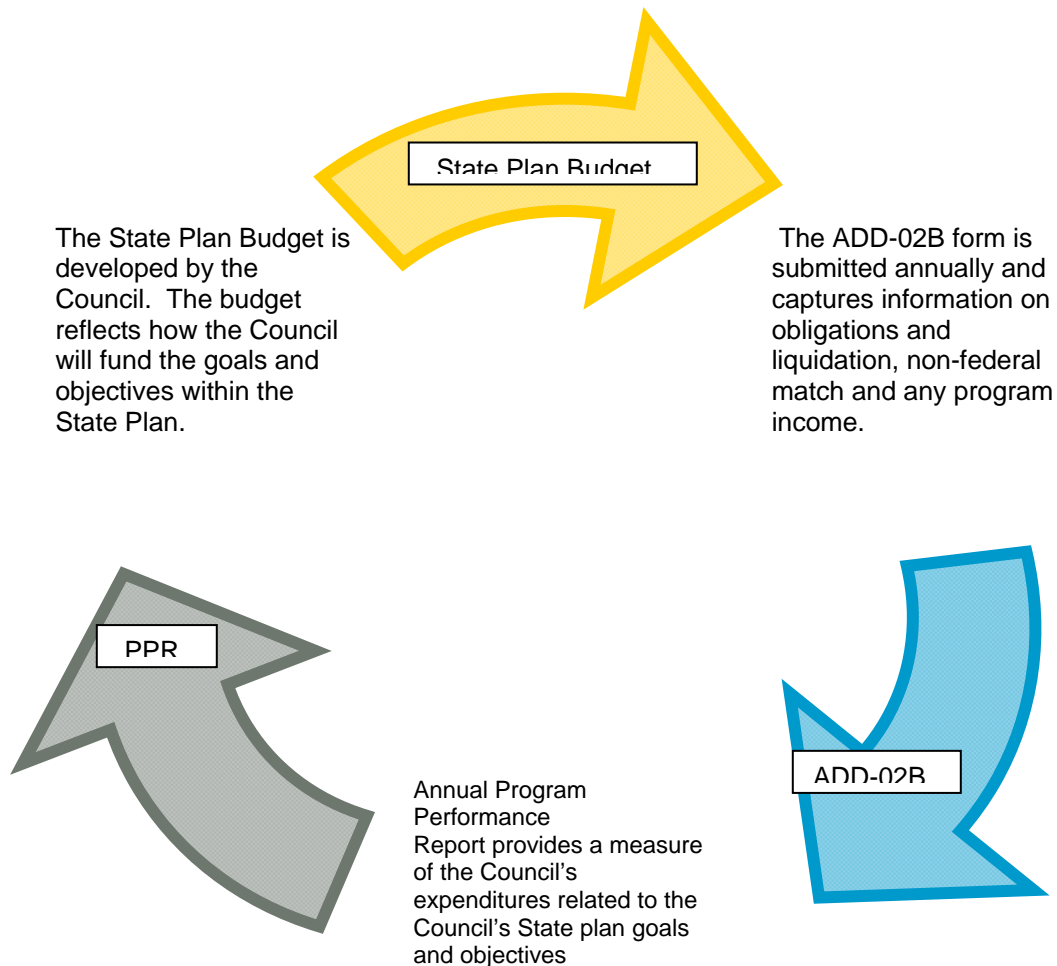 State Plan Budget
The State Plan Budget is
developed by the
Council.  The budget
reflects how the Council
will fund the goals and
objectives within the
State Plan.
The ADD-02B form is
submitted annually and
captures information on
obligations and
liquidation, non-federal
match and any program
income.
PPR
ADD-02B
Annual Program
Performance
Report provides a measure
of the Council’s
expenditures related to the
Council’s State plan goals
and objectives